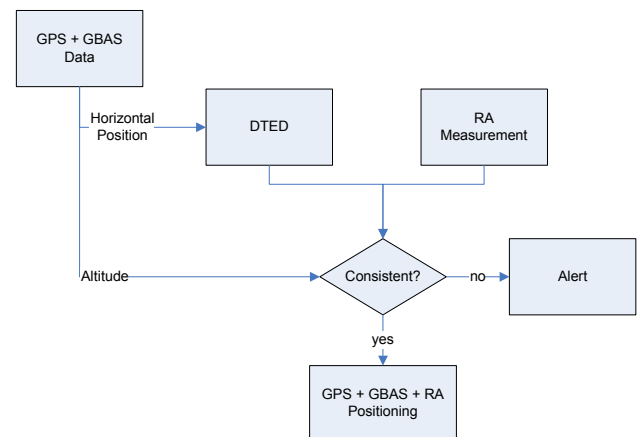 GPS + GBAS
Data
Horizontal
Position
DTED
RA
Measurement
Altitude
Consistent?
no
Alert
yes
GPS + GBAS + RA
Positioning